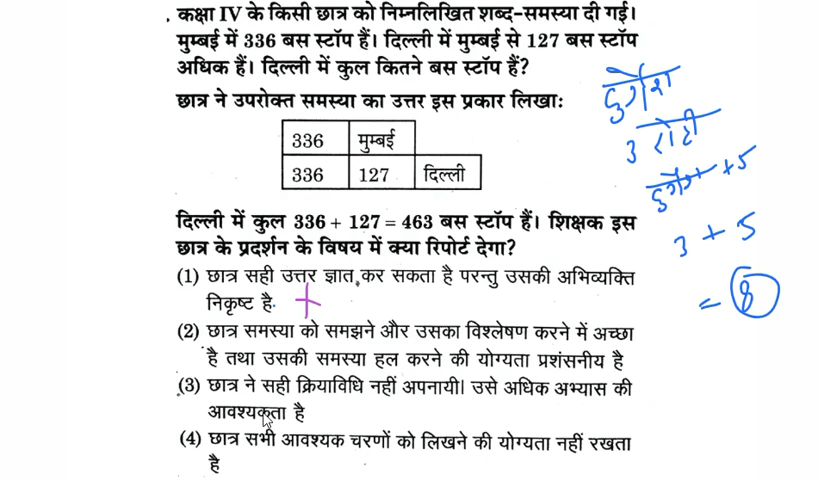 . कक्षा IV के किसी छात्र को निम्नलिखित शब्द-समस्या दी गई।
मुम्बई में 336 बस स्टॉप हैं। दिल्ली में मुम्बई से 127 बस स्टॉप
अधिक हैं। दिल्ली में कुल कितने बस स्टॉप हैं?
छात्र ने उपरोक्त समस्या का उत्तर इस प्रकार लिखाः
336 मुम्बई
336 127 दिल्ली
दिल्ली में कुल 336 + 127 = 463 बस स्टॉप हैं। शिक्षक इस
छात्र के प्रदर्शन के विषय में क्या रिपोर्ट देगा?
(1) छात्र सही उत्तर ज्ञात कर सकता है परन्तु उसकी अभिव्यक्ति
निकृष्ट है.
(2) छात्र समस्या को समझने और उसका विश्लेषण करने में अच्छा
है तथा उसकी समस्या हल करने की योग्यता प्रशंसनीय है
(3) छात्र ने सही क्रियाविधि नहीं अपनायी। उसे अधिक अभ्यास की
आवश्यकता है
(4) छात्र सभी आवश्यक चरणों को लिखने की योग्यता नहीं रखता
है
3 रोटी
+5
3 + 5
= 8